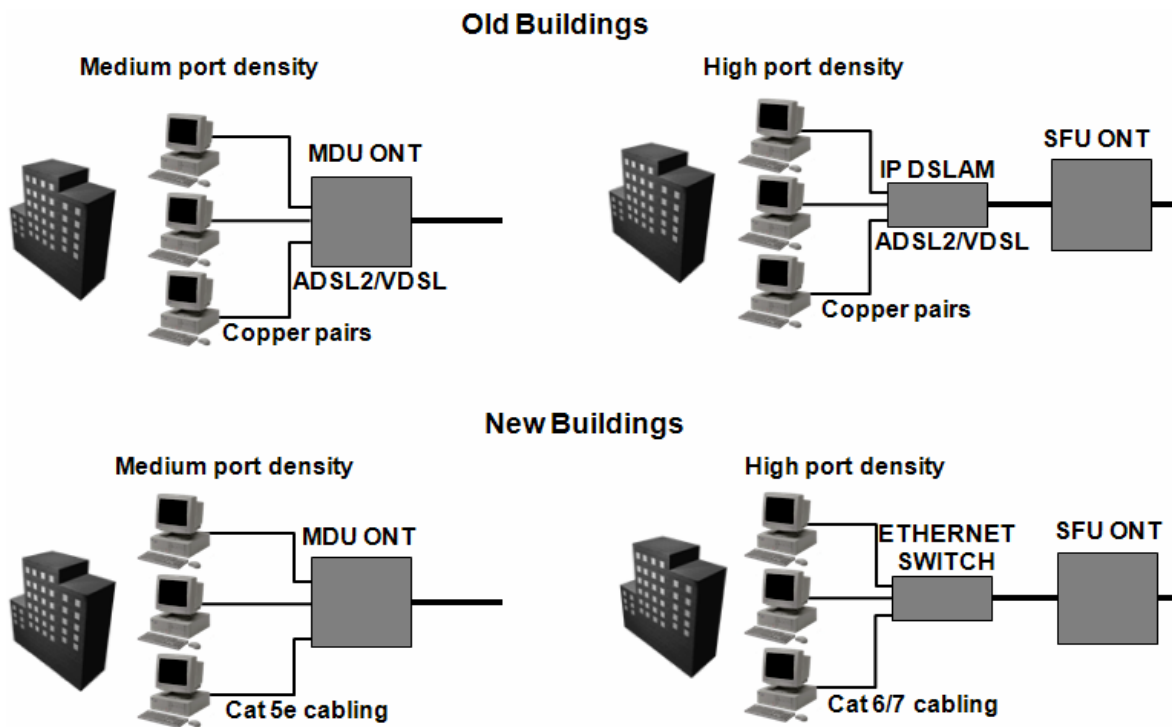 Old Buildings
Medium port density
MDU ONT
ADSL2/VDSL
Copper pairs
High port density
IP DSLAM
ADSL2/VDSL
SFU ONT
Copper pairs
New Buildings
Medium port density
MDU ONT
Cat 5e cabling
High port density
ETHERNET
SWITCH
SFU ONT
Cat 6/7 cabling